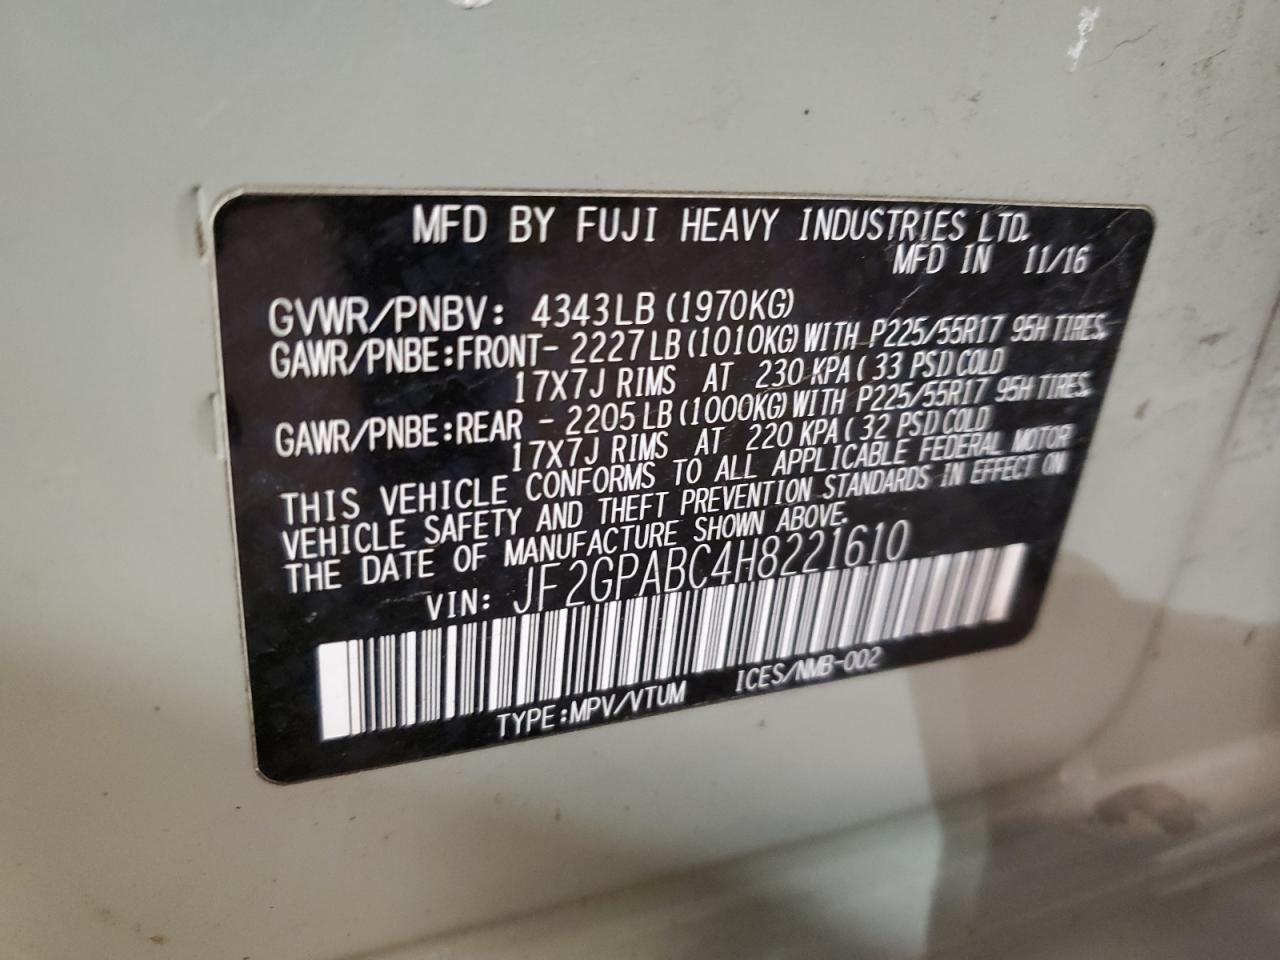 MFD BY FUJI HEAVY INDUSTRIES LTD.
MFD IN 11/16
GVWR/PNBV: 4343LB (1970KG)
GAWR/PNBE:FRONT- 2227LB (1010KG) WITH P225/55R17 95H TIRES,
17X7J RIMS AT 230 KPA( 33 PSI) COLD
GAWR/PNBE:REAR - 2205LB (1000KG) WITH P225/55R17 95H TIRES,
17X7J RIMS AT 220 KPA( 32 PSI) COLD
THIS VEHICLE CONFORMS TO ALL APPLICABLE FEDERAL MOTOR
VEHICLE SAFETY AND THEFT PREVENTION STANDARDS IN EFFECT ON
THE DATE OF MANUFACTURE SHOWN ABOVE.
VIN: JF2GPABC4H8221610
TYPE:MPV/VTUM ICES/NMB-002